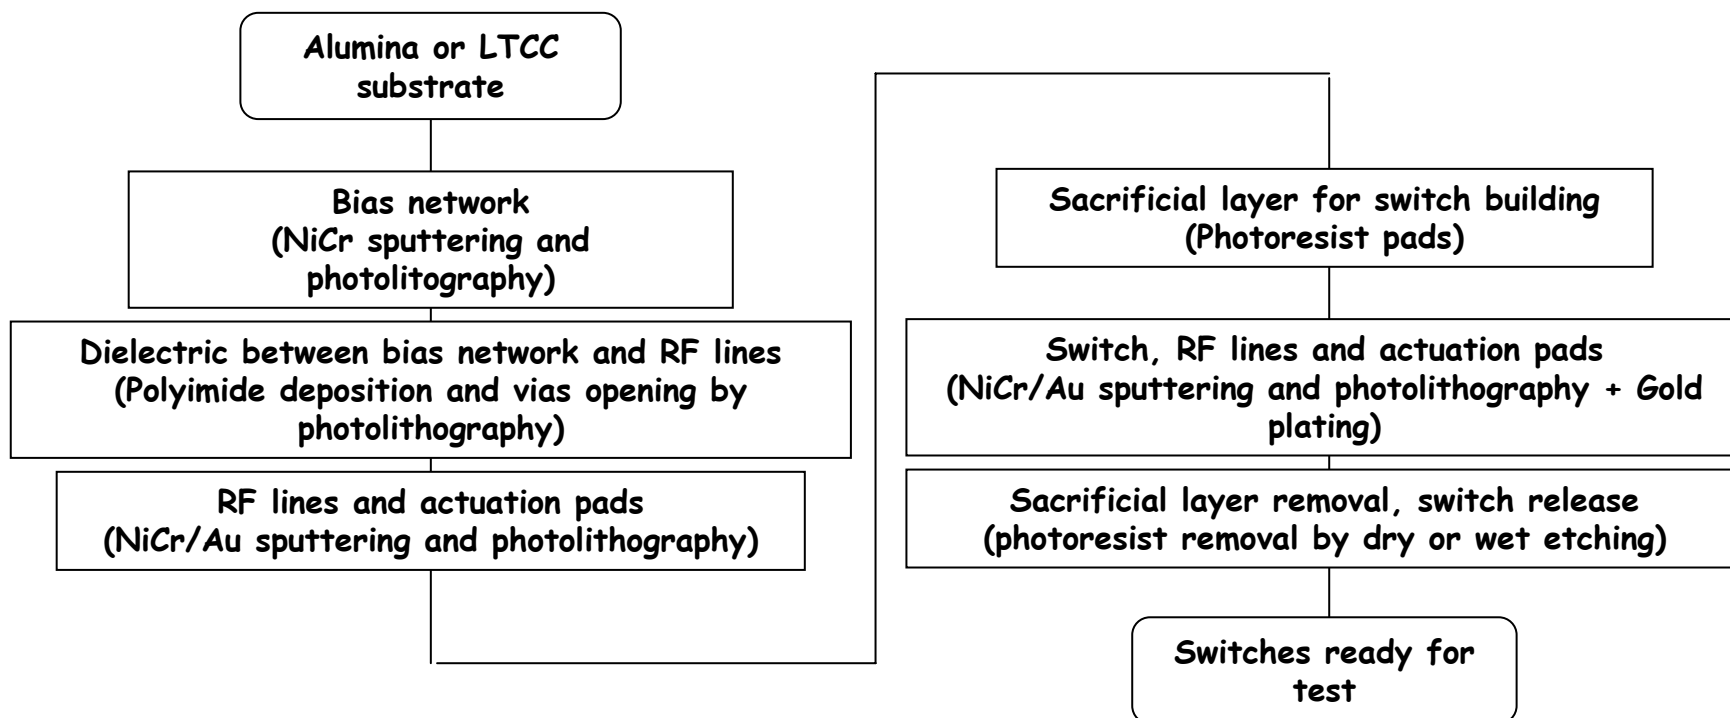 Alumina or LTCC
substrate
Bias network
(NiCr sputtering and
photolitography)
Dielectric between bias network and RF lines
(Polyimide deposition and vias opening by
photolithography)
RF lines and actuation pads
(NiCr/Au sputtering and photolithography)
Sacrificial layer for switch building
(Photoresist pads)
Switch, RF lines and actuation pads
(NiCr/Au sputtering and photolithography + Gold
plating)
Sacrificial layer removal, switch release
(photoresist removal by dry or wet etching)
Switches ready for
test